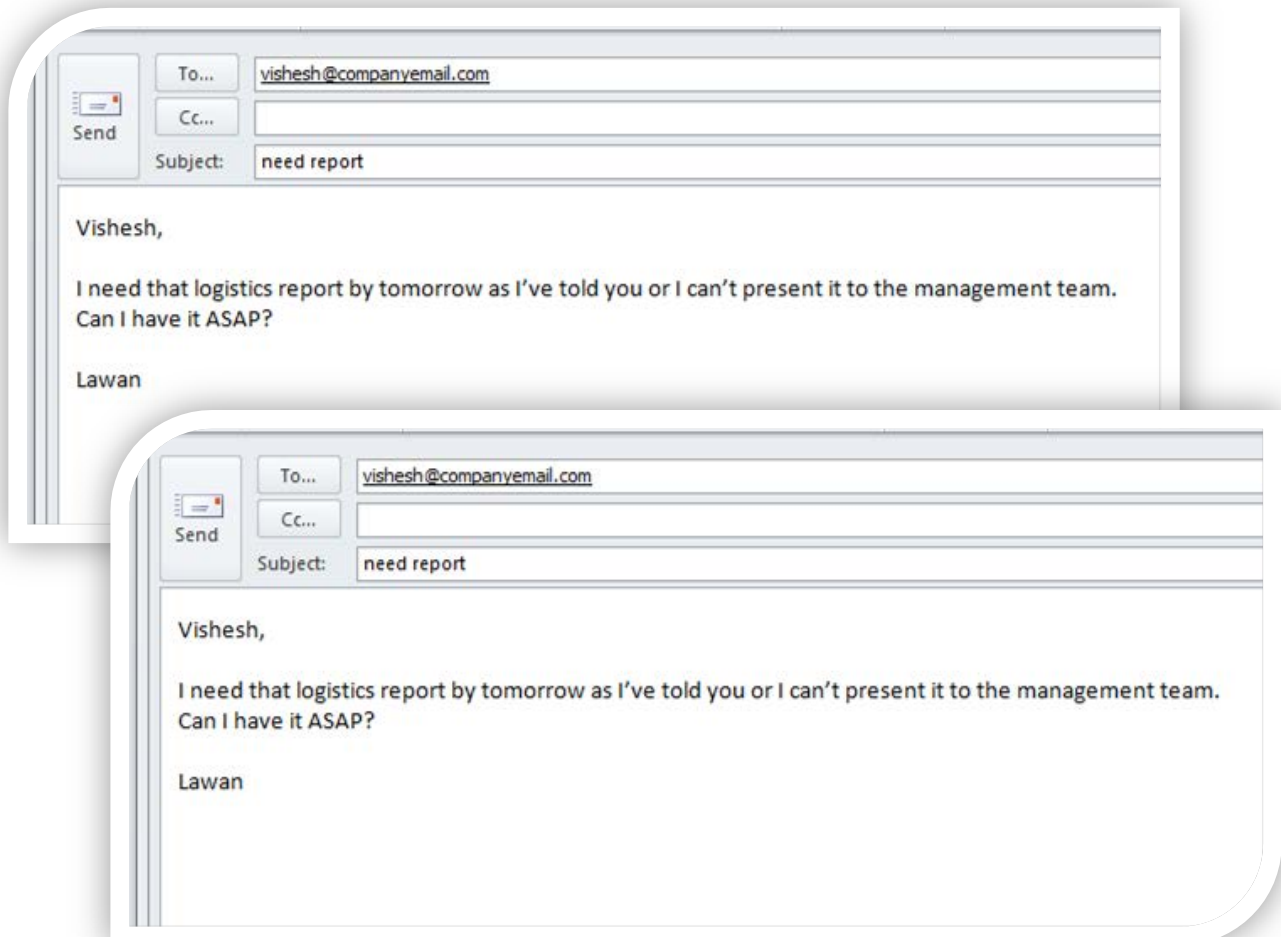 To...
vishesh@companyemail.com
Cc...
Send
Subject:
need report
Vishesh,
I need that logistics report by tomorrow as I've told you or I can't present it to the management team.
Can I have it ASAP?
Lawan
To...
vishesh@companyemail.com
Cc...
Send
Subject:
need report
Vishesh,
I need that logistics report by tomorrow as I've told you or I can't present it to the management team.
Can I have it ASAP?
Lawan